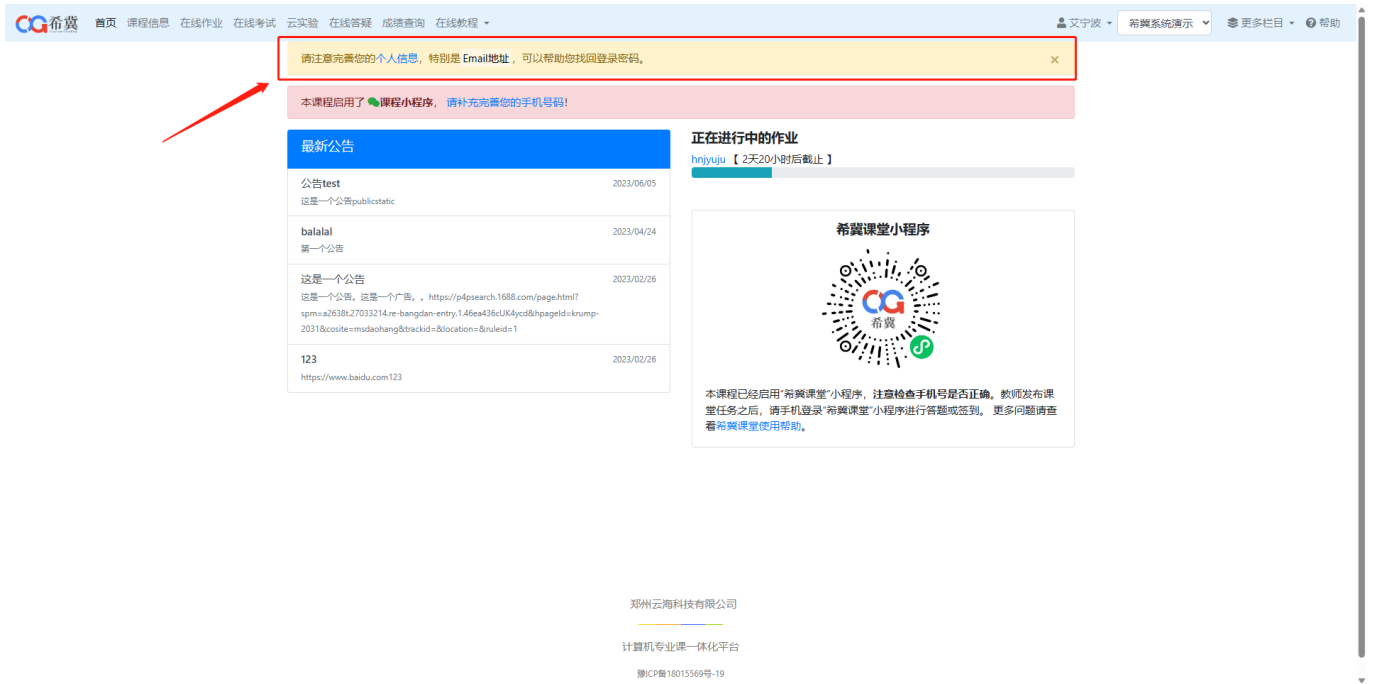 CG希冀 首页 课程信息 在线作业 在线考试 云实验 在线答疑 成绩查询 在线教程 艾宁波 希冀系统演示 更多栏目 帮助
请注意完善您的个人信息，特别是 Email地址 ，可以帮助您找回登录密码。 ×
本课程启用了 课程小程序， 请补充完善您的手机号码!
最新公告
公告test 2023/06/05
这是一个公告publicstatic
balalal 2023/04/24
第一个公告
这是一个公告 2023/02/26
这是一个公告。这是一个广告。。https://p4psearch.1688.com/page.html?
spm=a2638t.27033214.re-bangdan-entry.1.46ea436cUK4ycd&hpageId=krump-
2031&cosite=msdaohang&trackid=&location=&ruleid=1
123 2023/02/26
https://www.baidu.com123
正在进行中的作业
hnjyuju 【 2天20小时后截止 】
希冀课堂小程序
CG
希冀
本课程已经启用“希冀课堂”小程序，注意检查手机号是否正确。教师发布课
堂任务之后，请手机登录“希冀课堂”小程序进行答题或签到。 更多问题请查
看希冀课堂使用帮助。
郑州云海科技有限公司
计算机专业课一体化平台
豫ICP备18015569号-19